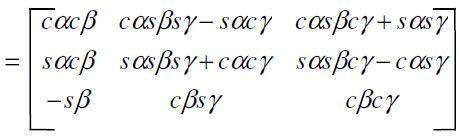 = [ cαcβ cαsβsγ − sαcγ cαsβcγ + sαsγ
sαcβ sαsβsγ + cαcγ sαsβcγ − cαsγ
−sβ cβsγ cβcγ ]